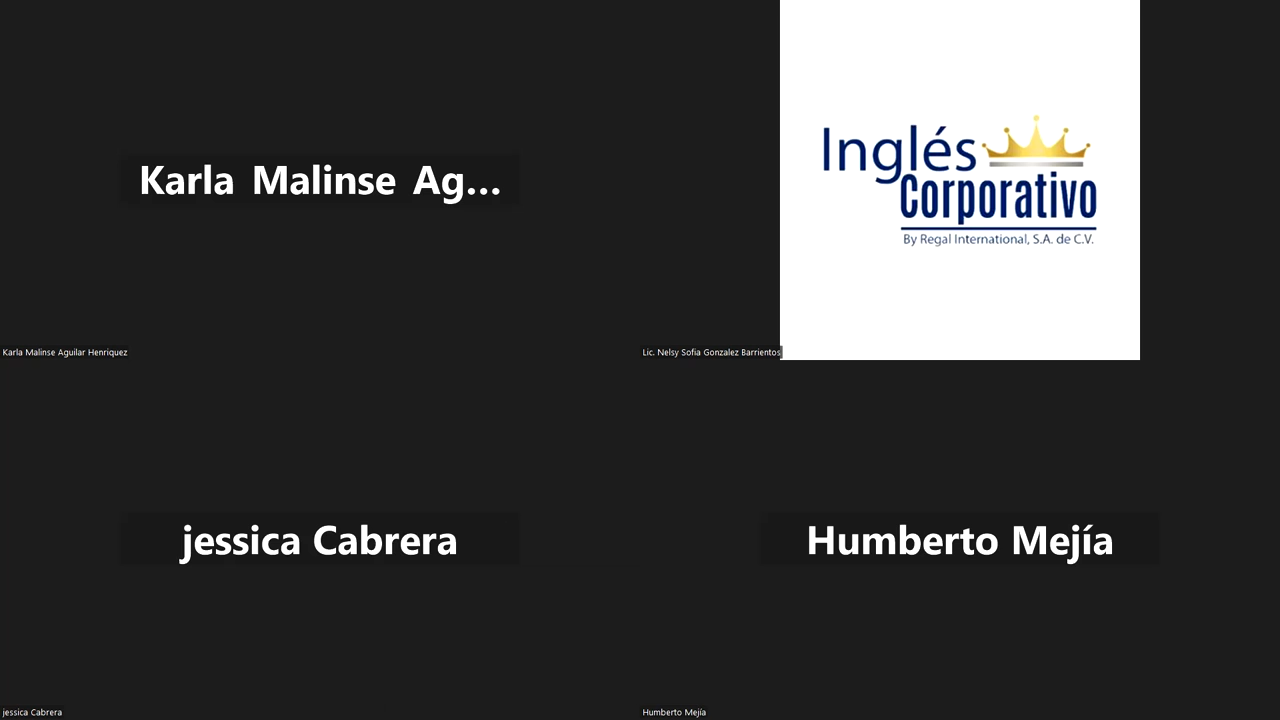 Karla Malinse Ag...
Karla Malinse Aguilar Henriquez
Inglés
Corporativo
By Regal International, S.A. de C.V.
Lic. Nelsy Sofia Gonzalez Barrientos
jessica Cabrera
jessica Cabrera
Humberto Mejía
Humberto Mejía